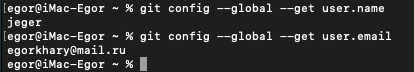 [egor@iMac-Egor ~ % git config --global --get user.name
jeger
[egor@iMac-Egor ~ % git config --global --get user.email
egorkhary@mail.ru
egor@iMac-Egor ~ %